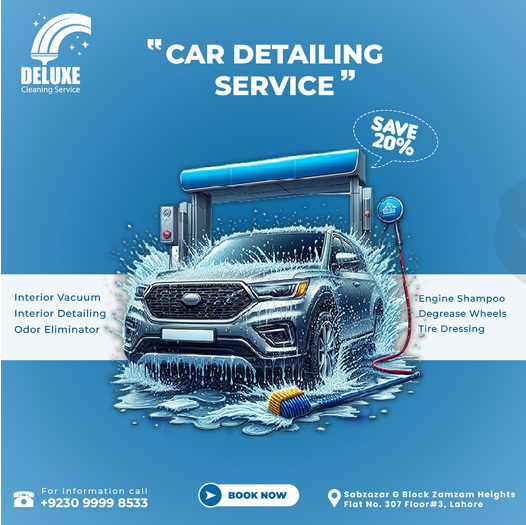 DELUXE
Cleaning Service
"CAR DETAILING
SERVICE"
SAVE
20%
Interior Vacuum
Interior Detailing
Odor Eliminator
Engine Shampoo
Degrease Wheels
Tire Dressing
For information call
+9230 9999 8533
BOOK NOW
Sabzazar G Block Zamzam Heights
Flat No. 307 Floor#3, Lahore